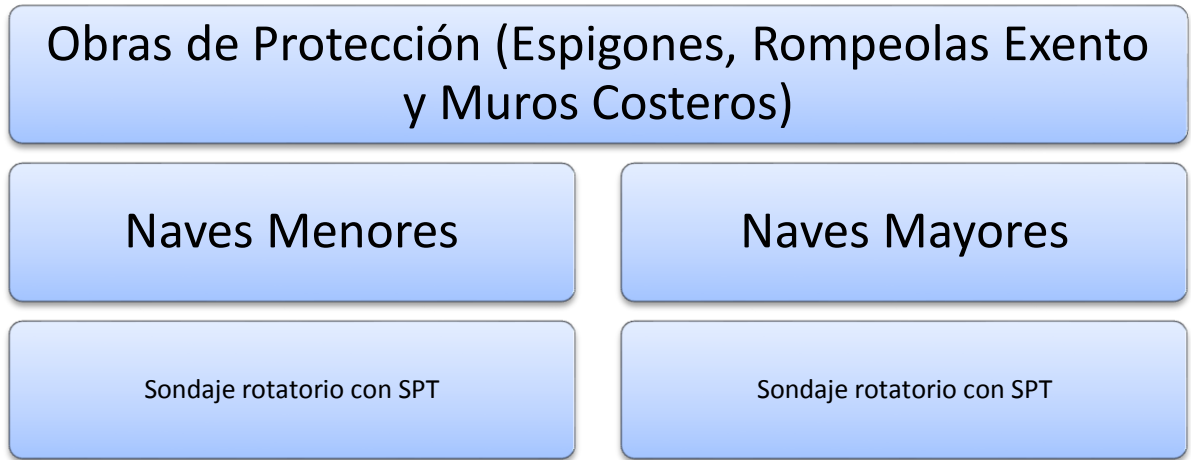 Obras de Protección (Espigones, Rompeolas Exento
y Muros Costeros)
Naves Menores
Naves Mayores
Sondaje rotatorio con SPT
Sondaje rotatorio con SPT